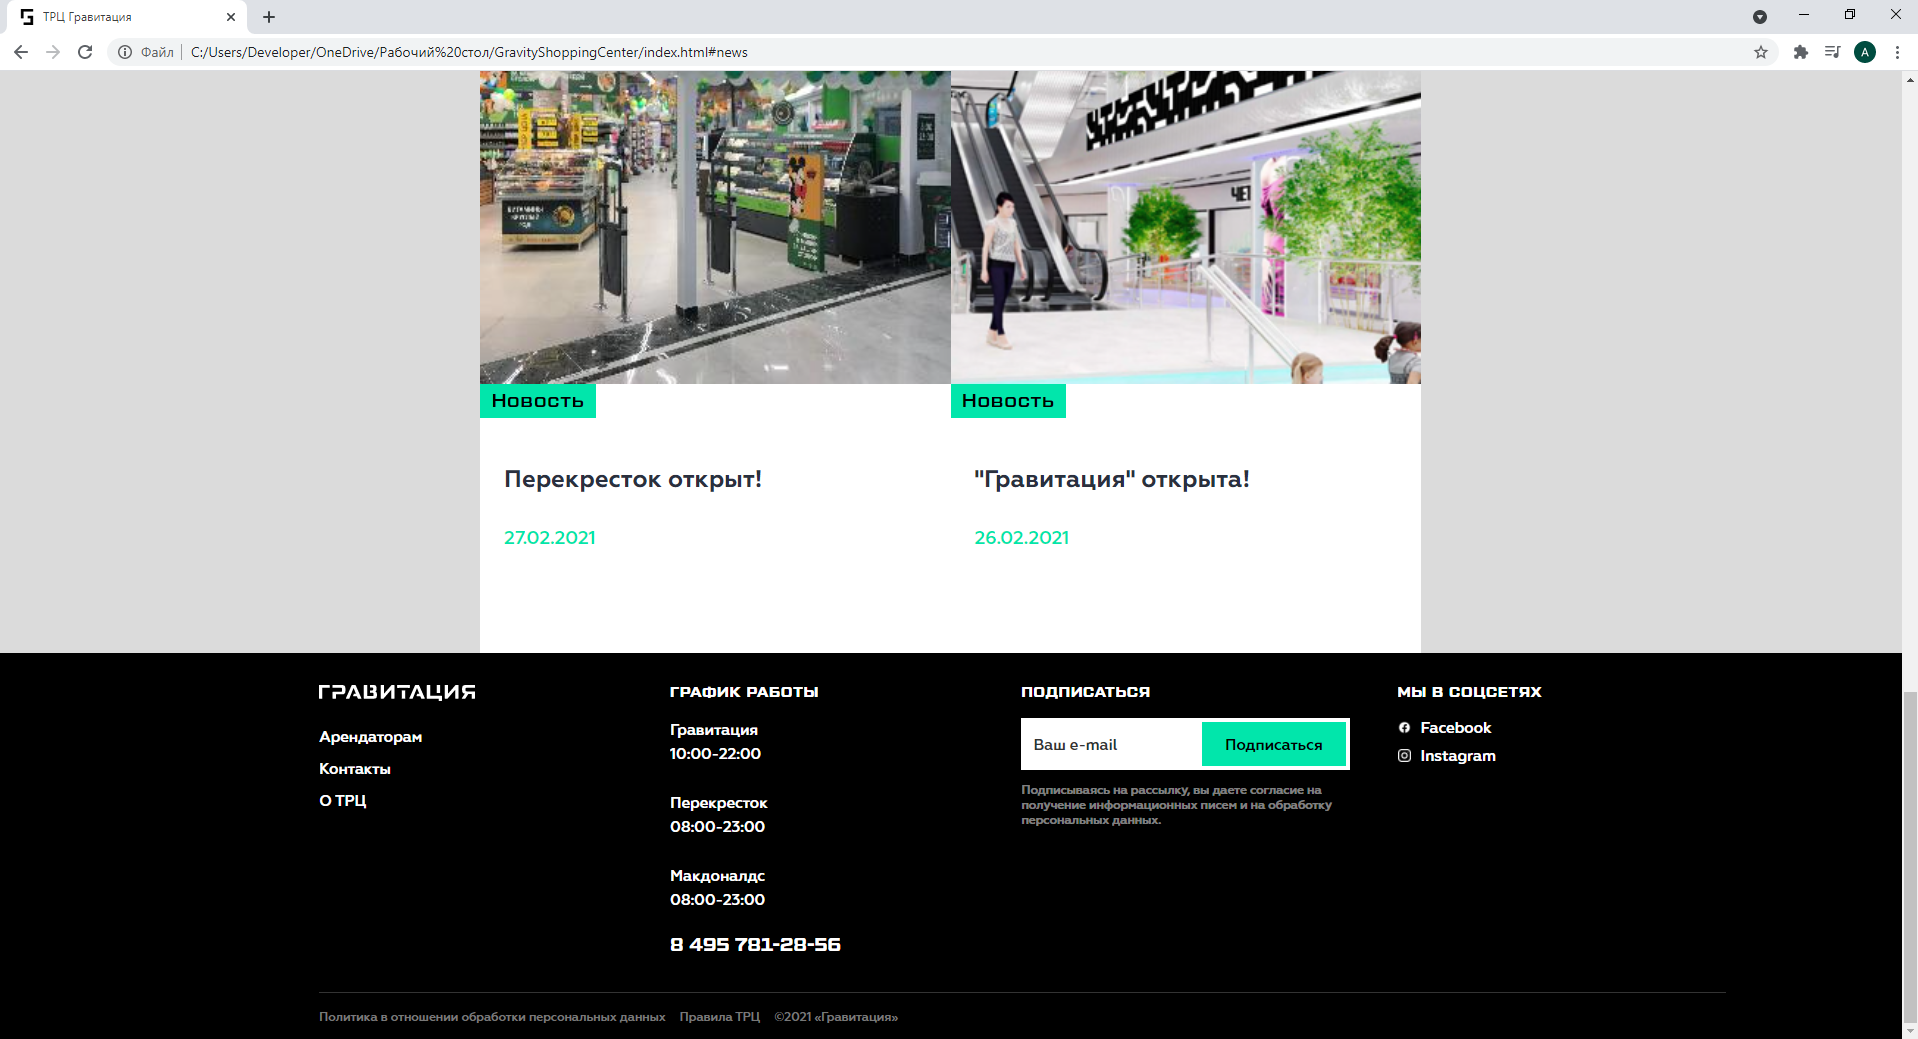 ТРЦ Гравитация
Файл
C:/Users/Developer/OneDrive/Рабочий%20стол/GravityShoppingCenter/index.html#news
A
ЧЕТ
Новость
Новость
Перекресток открыт!
"Гравитация" открыта!
27.02.2021
26.02.2021
ГРАВИТАЦИЯ
Арендаторам
Контакты
О ТРЦ
ГРАФИК РАБОТЫ
Гравитация
10:00-22:00
Перекресток
08:00-23:00
Макдоналдс
08:00-23:00
8 495 781-28-56
ПОДПИСАТЬСЯ
Ваш e-mail
Подписаться
Подписываясь на рассылку, вы даете согласие на
получение информационных писем и на обработку
персональных данных.
МЫ В СОЦСЕТЯХ
Facebook
Instagram
Политика в отношении обработки персональных данных
Правила ТРЦ
©2021 «Гравитация»